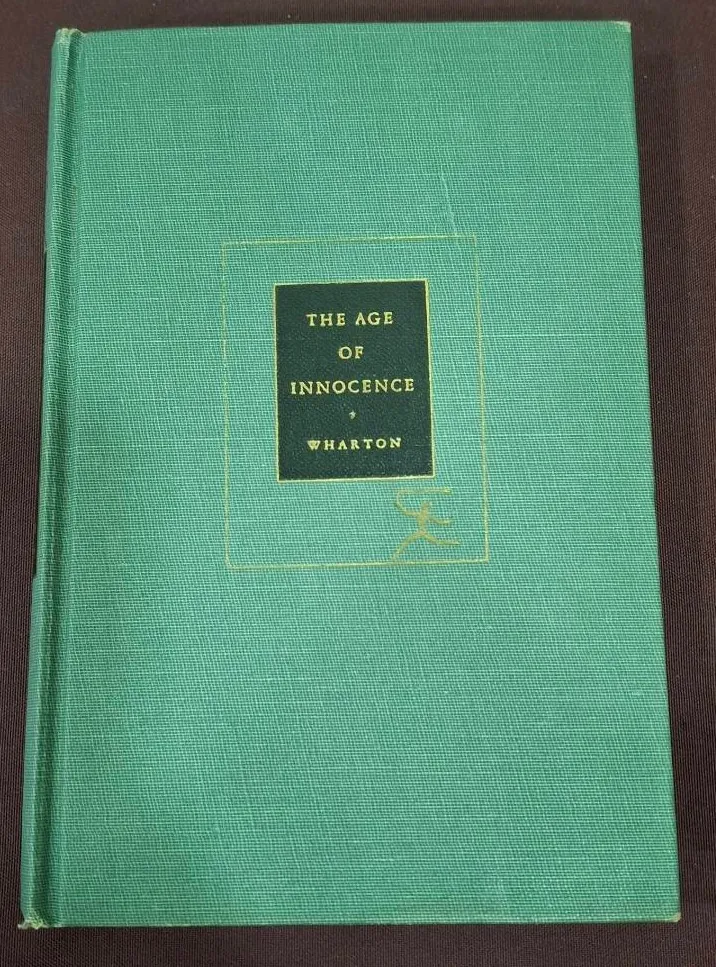 THE AGE
OF
INNOCENCE
WHARTON